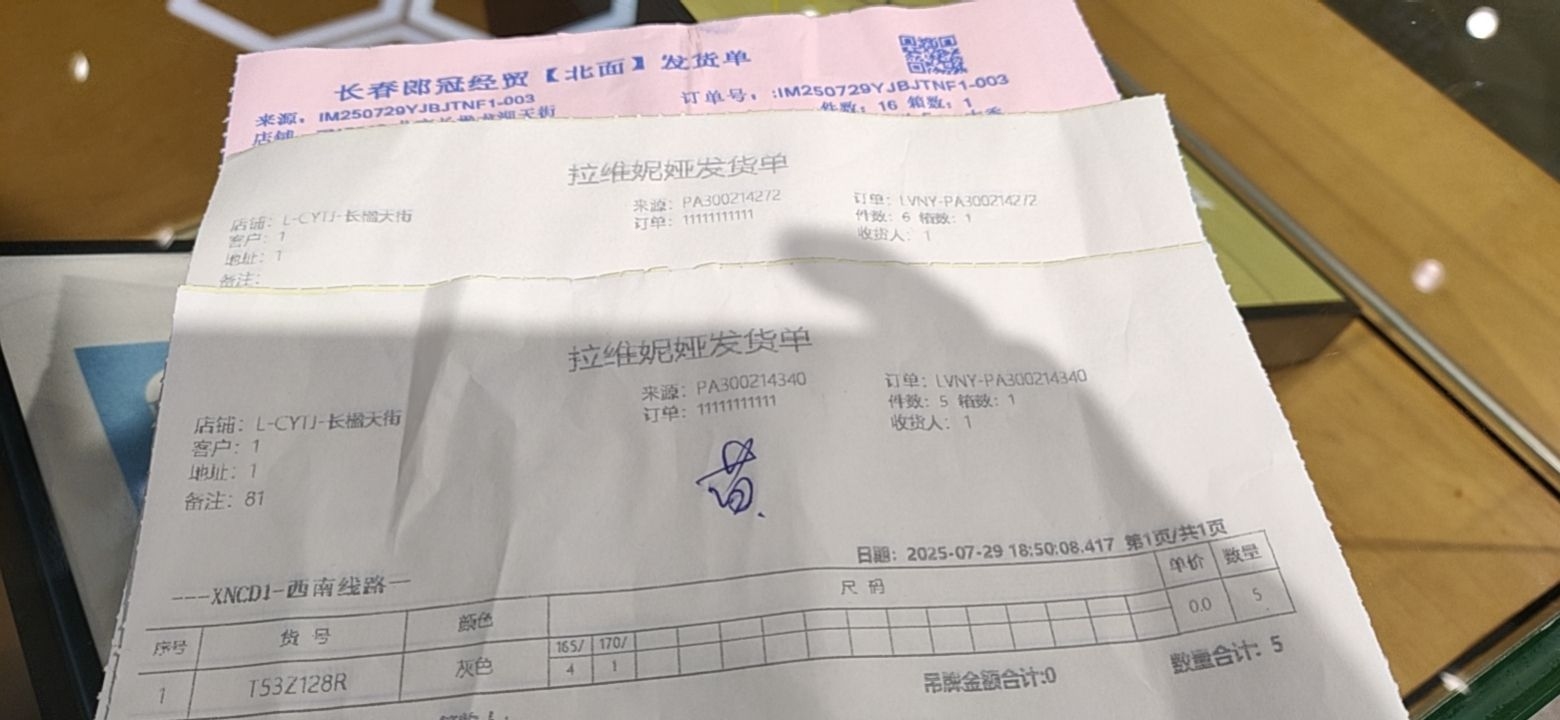 长春郎冠经贸【北面】发货单
来源：IM250729YJBJTNF1-003
订单号：:IM250729YJBJTNF1-003
件数：16 箱数：1
拉维妮娅发货单
店铺：L-CYTJ-长楹天街
来源：PA300214272
订单：LVNY-PA300214272
客户：1
订单：11111111111
件数：6 箱数：1
地址：1
收货人：1
备注：
拉维妮娅发货单
店铺：L-CYTJ-长楹天街
来源：PA300214340
订单：LVNY-PA300214340
客户：1
订单：11111111111
件数：5 箱数：1
地址：1
收货人：1
备注：81
日期：2025-07-29 18:50:08.417 第1页/共1页
---XNCD1-西南线路一
序号 货号 颜色 尺码 单价 数量
165/ 170/
1 T53Z128R 灰色 4 1 0.0 5
吊牌金额合计:0
数量合计：5